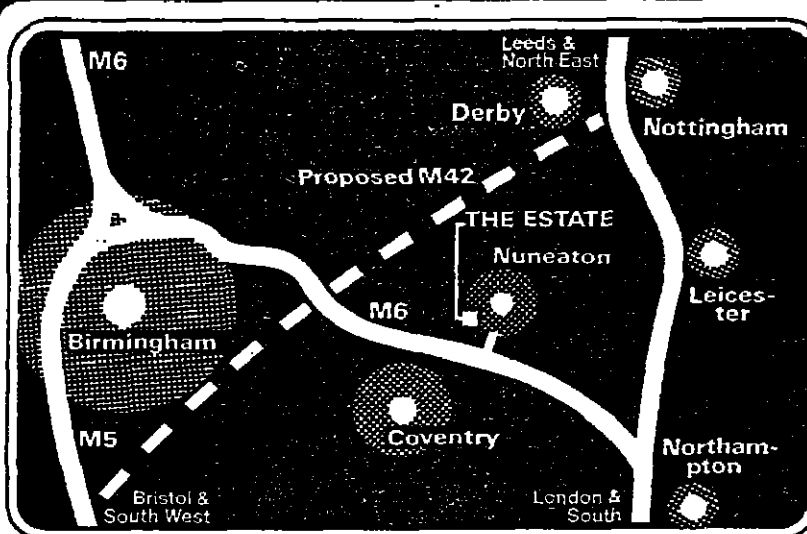 M6
Leeds &
North East
Derby
Nottingham
Proposed M42
THE ESTATE
Nuneaton
Leices-
ter
M6
Birmingham
M5
Coventry
Northam-
pton
Bristol &
South West
London &
South